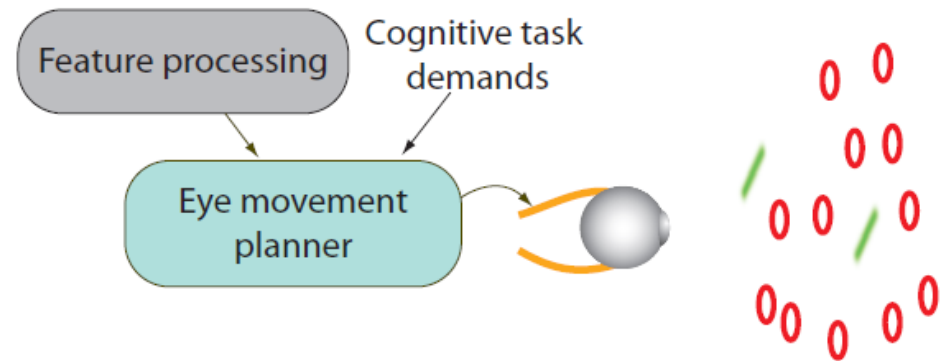 Feature processing
Cognitive task
demands
Eye movement
planner